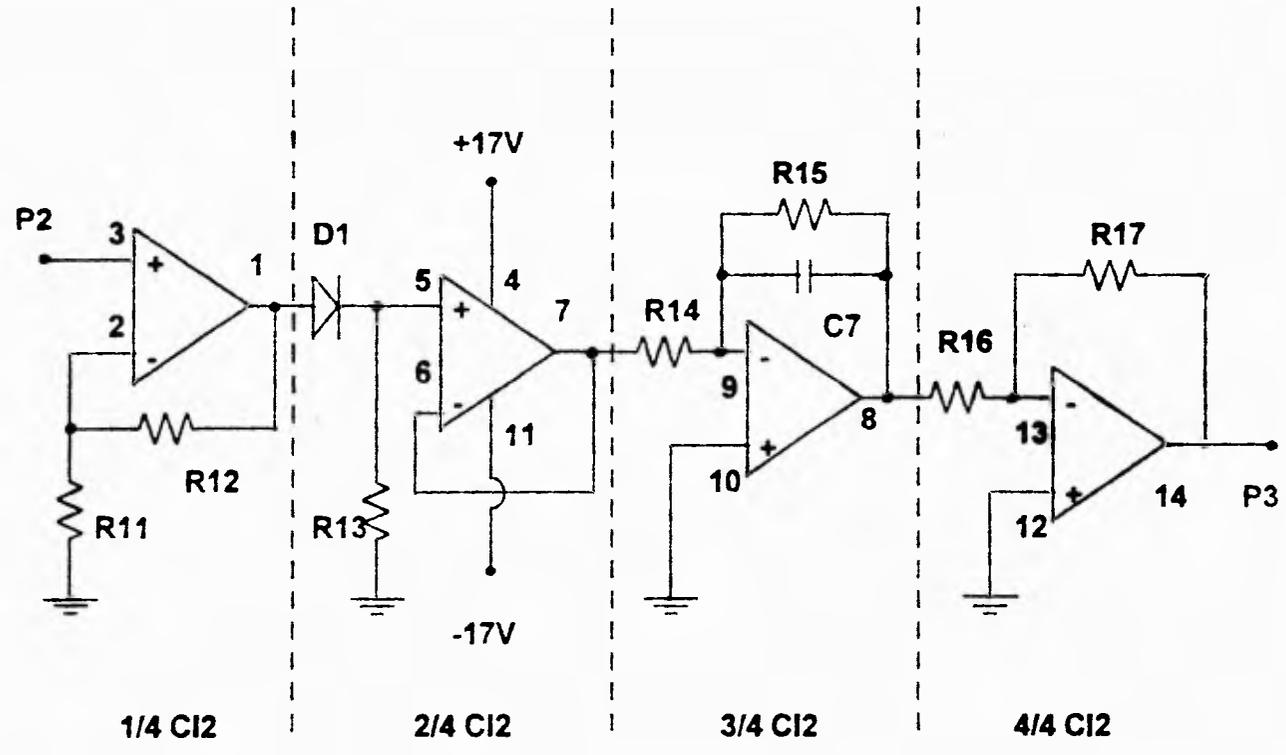 +17V
R15
P2
3
D1
R17
1
5
4
+
+
2
7
R14
C7
R16
-
6
-
-
9
8
-
13
11
+
10
R12
+
12
14
P3
R11
R13
-17V
1/4 CI2
2/4 CI2
3/4 CI2
4/4 CI2